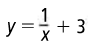 y = 1/x + 3